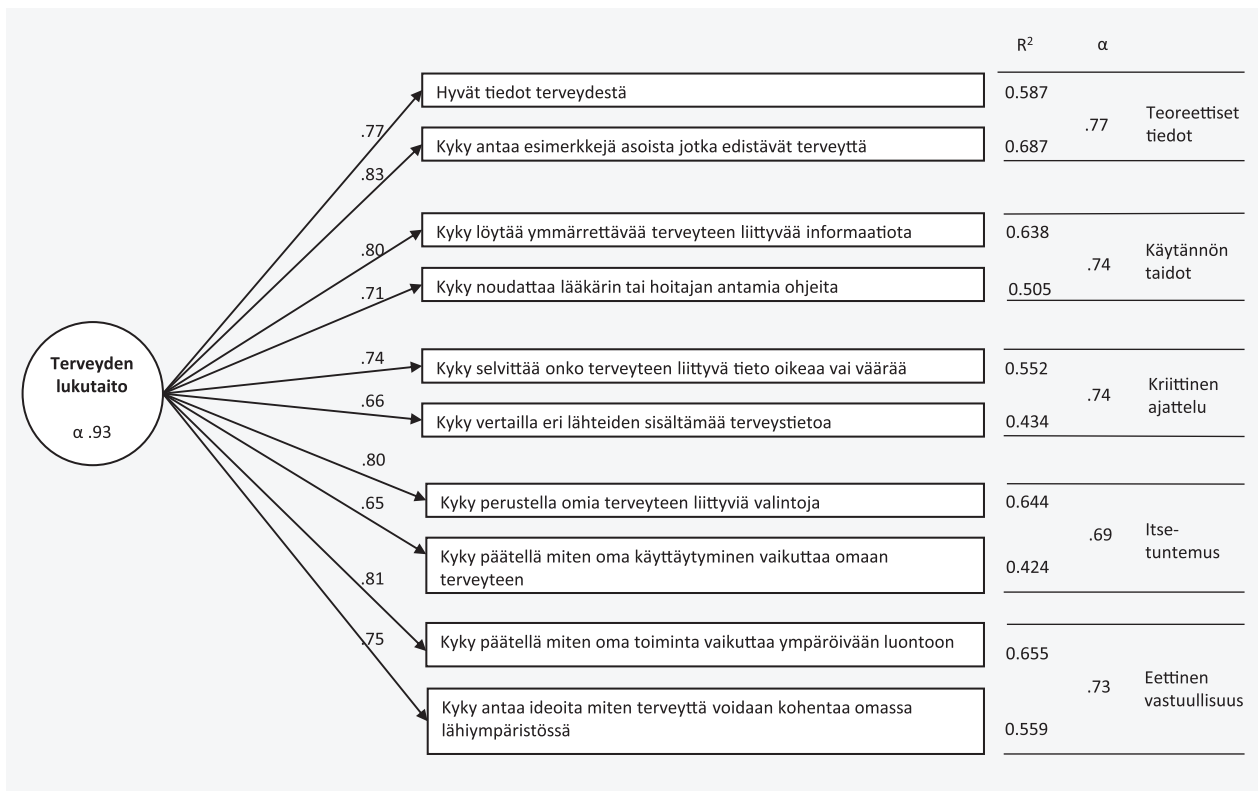 R² α
.77 Hyvät tiedot terveydestä 0.587
.77 Teoreettiset
tiedot
.83 Kyky antaa esimerkkejä asoista jotka edistävät terveyttä 0.687
.80 Kyky löytää ymmärrettävää terveyteen liittyvää informaatiota 0.638
.74 Käytännön
taidot
.71 Kyky noudattaa lääkärin tai hoitajan antamia ohjeita 0.505
Terveyden
lukutaito
α .93
.74 Kyky selvittää onko terveyteen liittyvä tieto oikeaa vai väärää 0.552
.74 Kriittinen
ajattelu
.66 Kyky vertailla eri lähteiden sisältämää terveystietoa 0.434
.80 Kyky perustella omia terveyteen liittyviä valintoja 0.644
.69 Itse-
tuntemus
.65 Kyky päätellä miten oma käyttäytyminen vaikuttaa omaan
terveyteen 0.424
.81 Kyky päätellä miten oma toiminta vaikuttaa ympäröivään luontoon 0.655
.73 Eettinen
vastuullisuus
.75 Kyky antaa ideoita miten terveyttä voidaan kohentaa omassa
lähiympäristössä 0.559